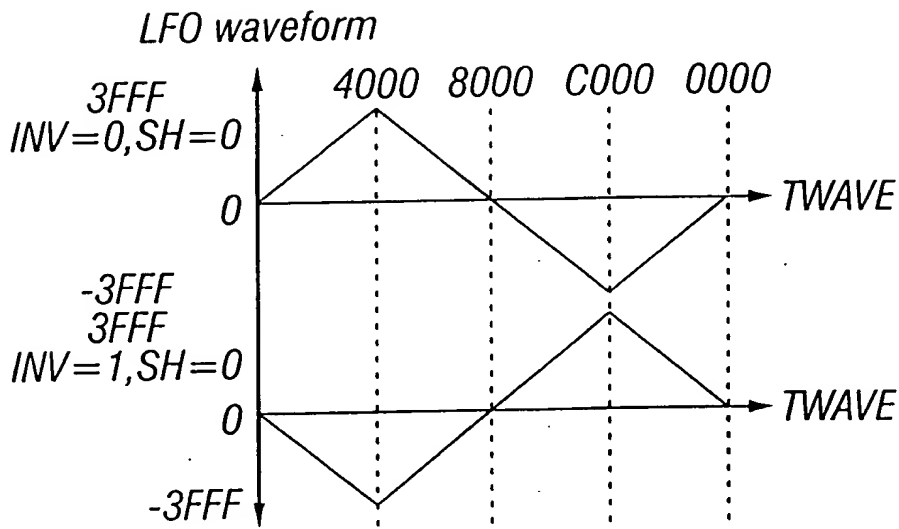 LFO waveform
4000 8000 C000 0000
3FFF
INV=0,SH=0
0
TWAVE
-3FFF
3FFF
INV=1,SH=0
0
TWAVE
-3FFF